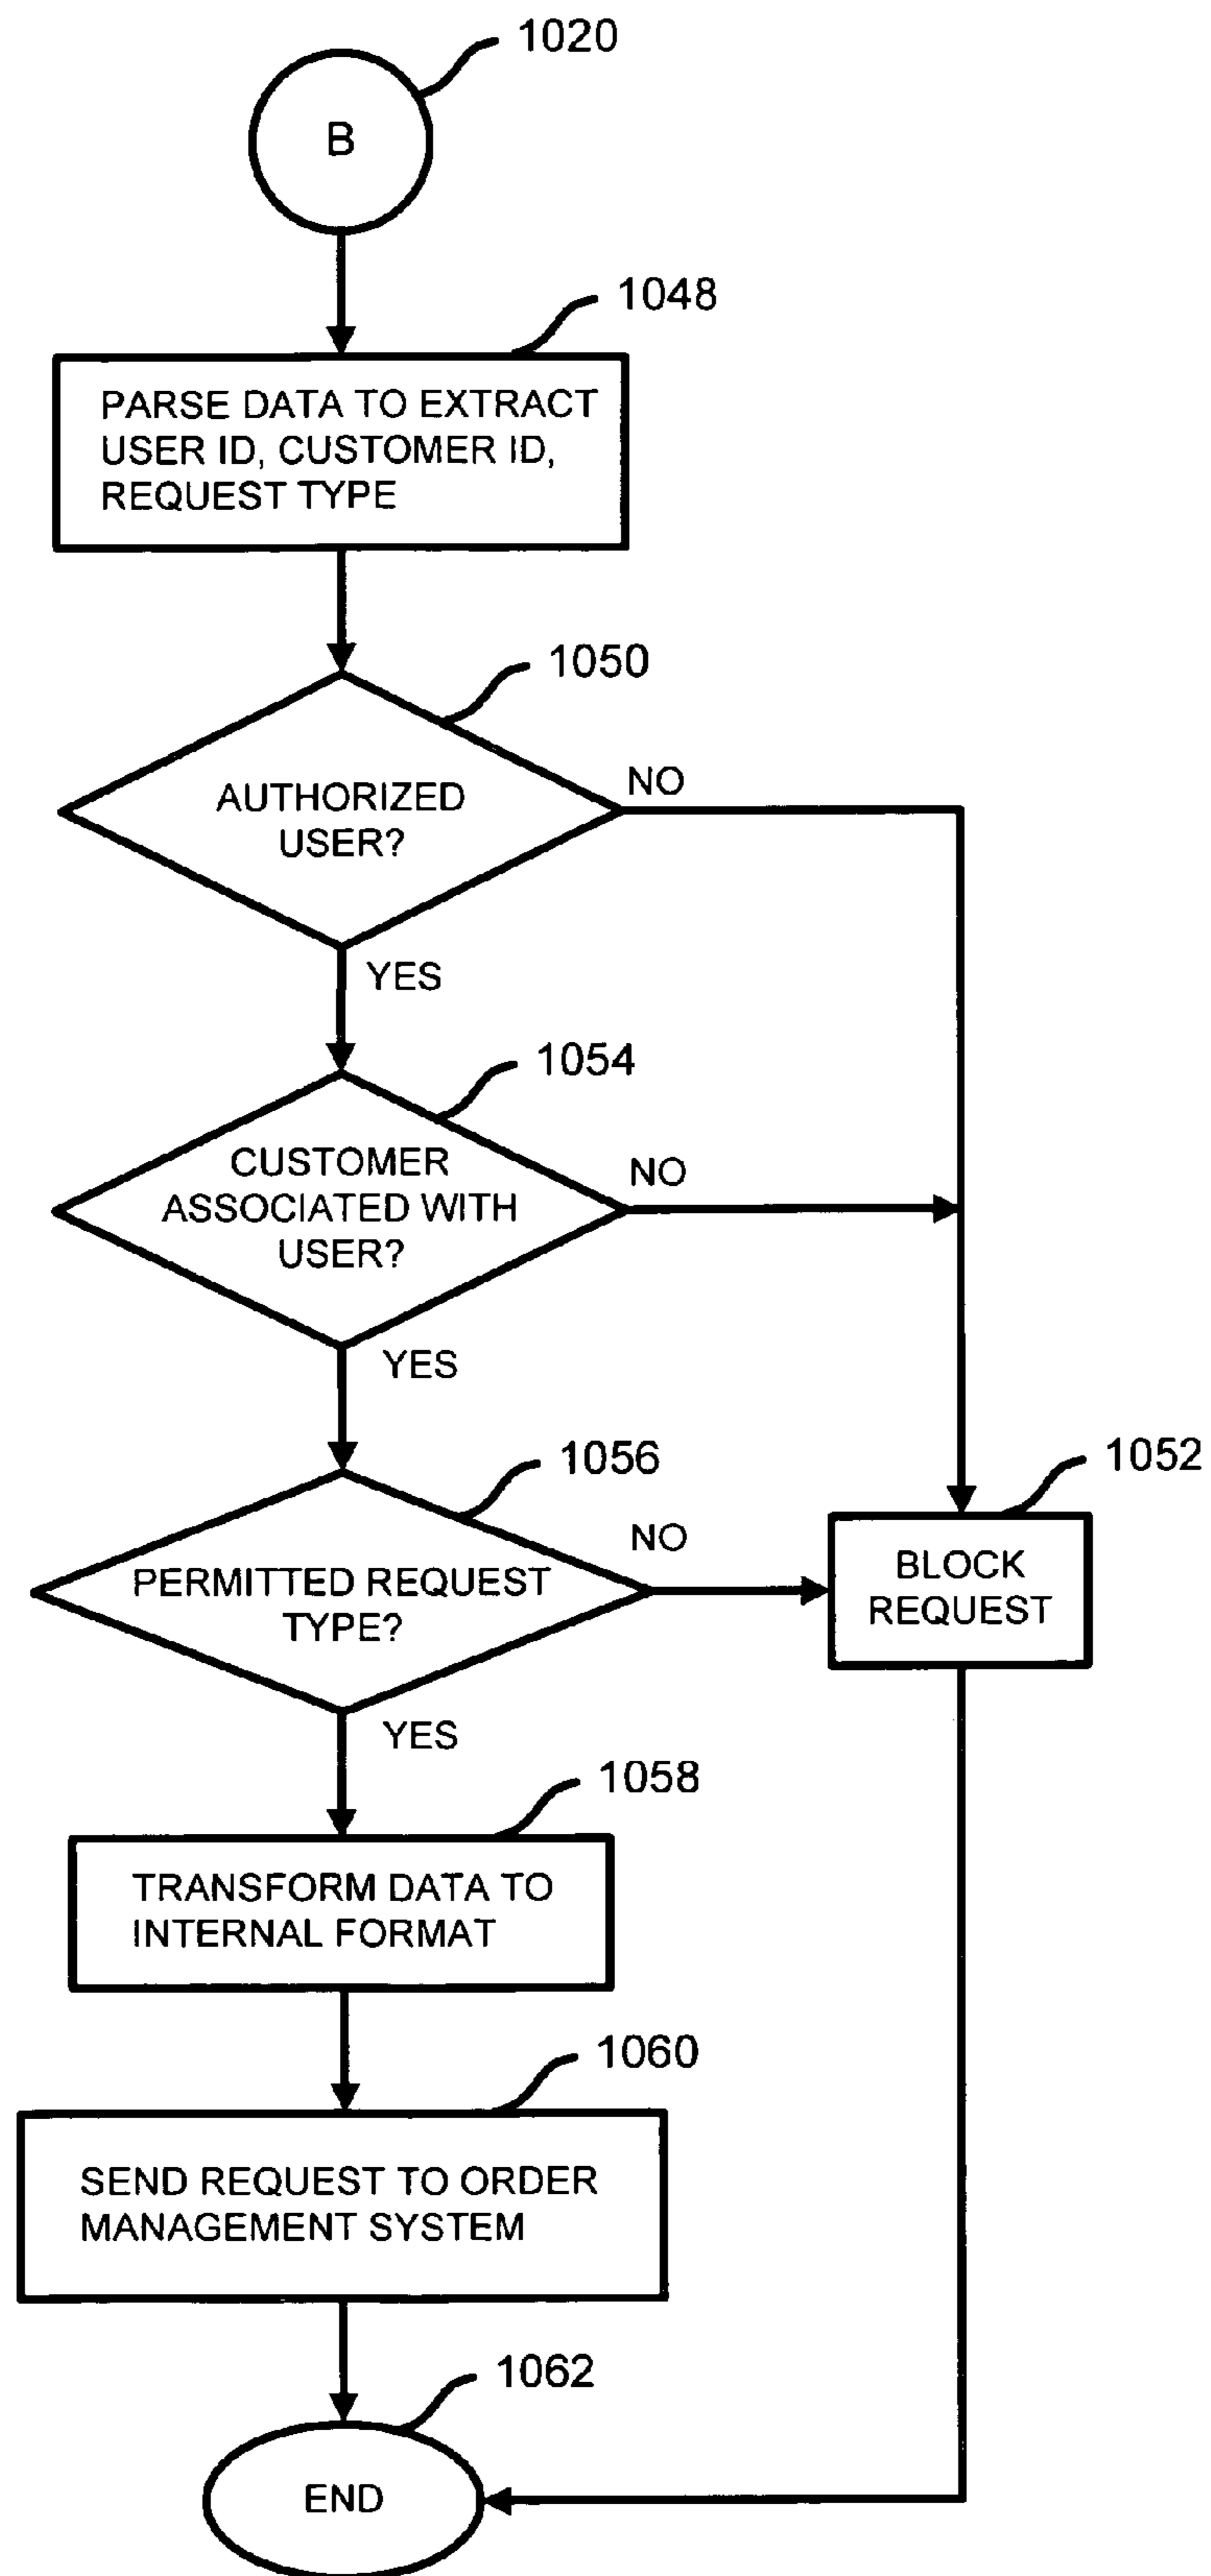 1020
B
1048
PARSE DATA TO EXTRACT
USER ID, CUSTOMER ID,
REQUEST TYPE
1050
AUTHORIZED
USER?
NO
YES
1054
CUSTOMER
ASSOCIATED WITH
USER?
NO
YES
1056
PERMITTED REQUEST
TYPE?
NO
1052
BLOCK
REQUEST
YES
1058
TRANSFORM DATA TO
INTERNAL FORMAT
1060
SEND REQUEST TO ORDER
MANAGEMENT SYSTEM
1062
END